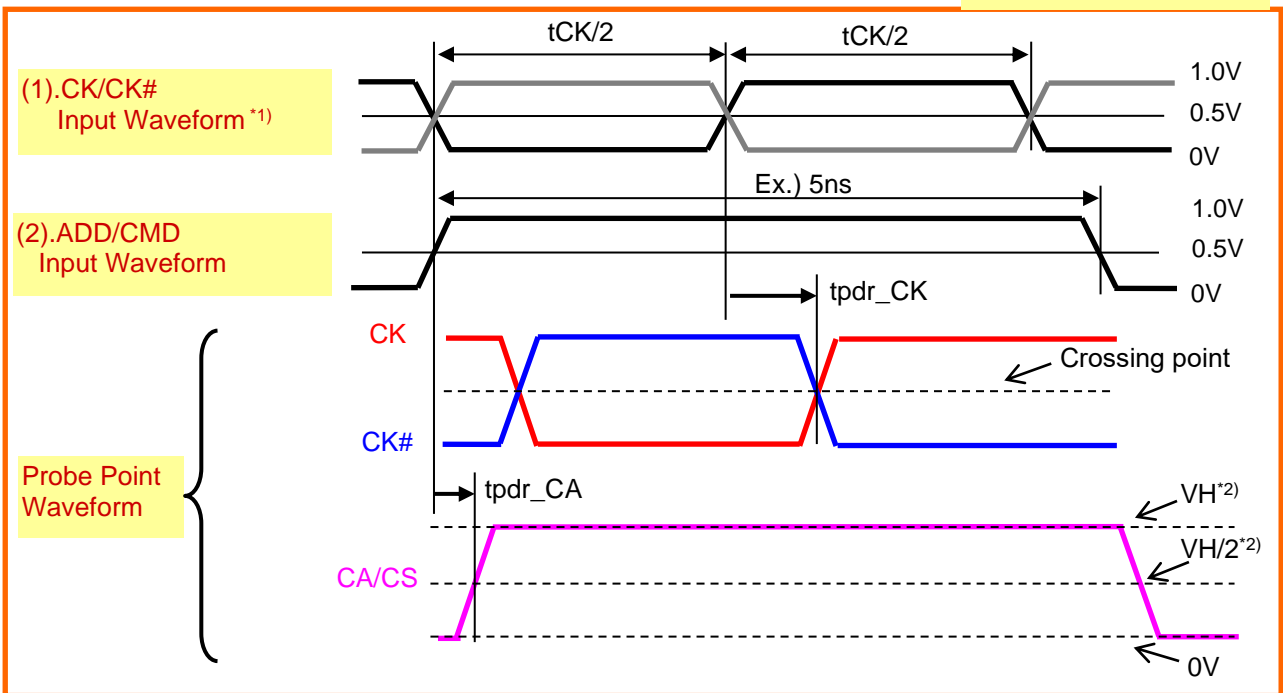 tCK/2
tCK/2
(1).CK/CK#
Input Waveform *1)
1.0V
0.5V
0V
Ex.) 5ns
(2).ADD/CMD
Input Waveform
1.0V
0.5V
0V
tpdr_CK
CK
Crossing point
CK#
Probe Point
Waveform
tpdr_CA
VH*2)
VH/2*2)
CA/CS
0V